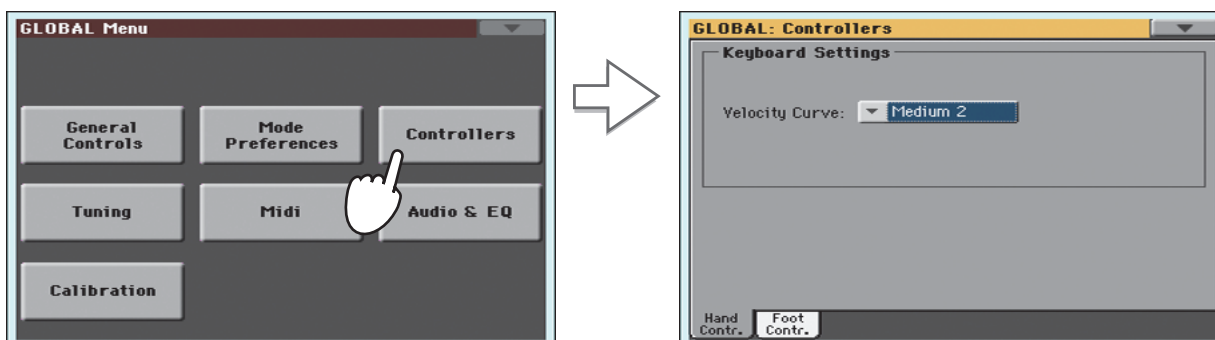 GLOBAL Menu
General
Controls
Mode
Preferences
Controllers
Tuning
Midi
Audio & EQ
Calibration
GLOBAL: Controllers
Keyboard Settings
Velocity Curve: Medium 2
Hand
Contr.
Foot
Contr.